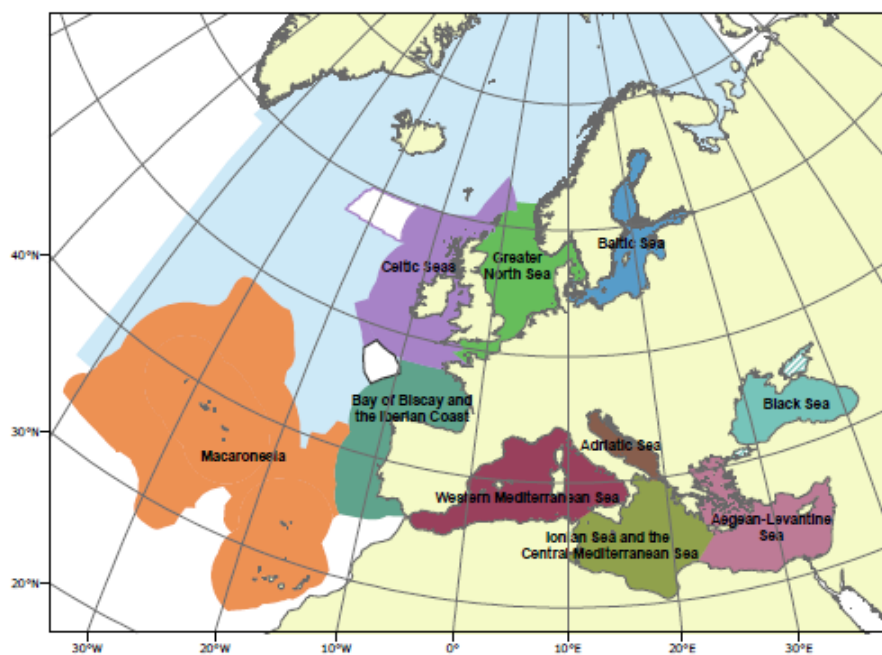 Celtic Seas
Greater
North Sea
Baltic Sea
40°N
Bay of Biscay and
the Iberian Coast
Black Sea
30°N
Macaronesia
Adriatic Sea
Western Mediterranean Sea
Ionian Sea and the
Central Mediterranean Sea
Aegean-Levantine
Sea
20°N
30°W
20°W
10°W
0°
10°E
20°E
30°E